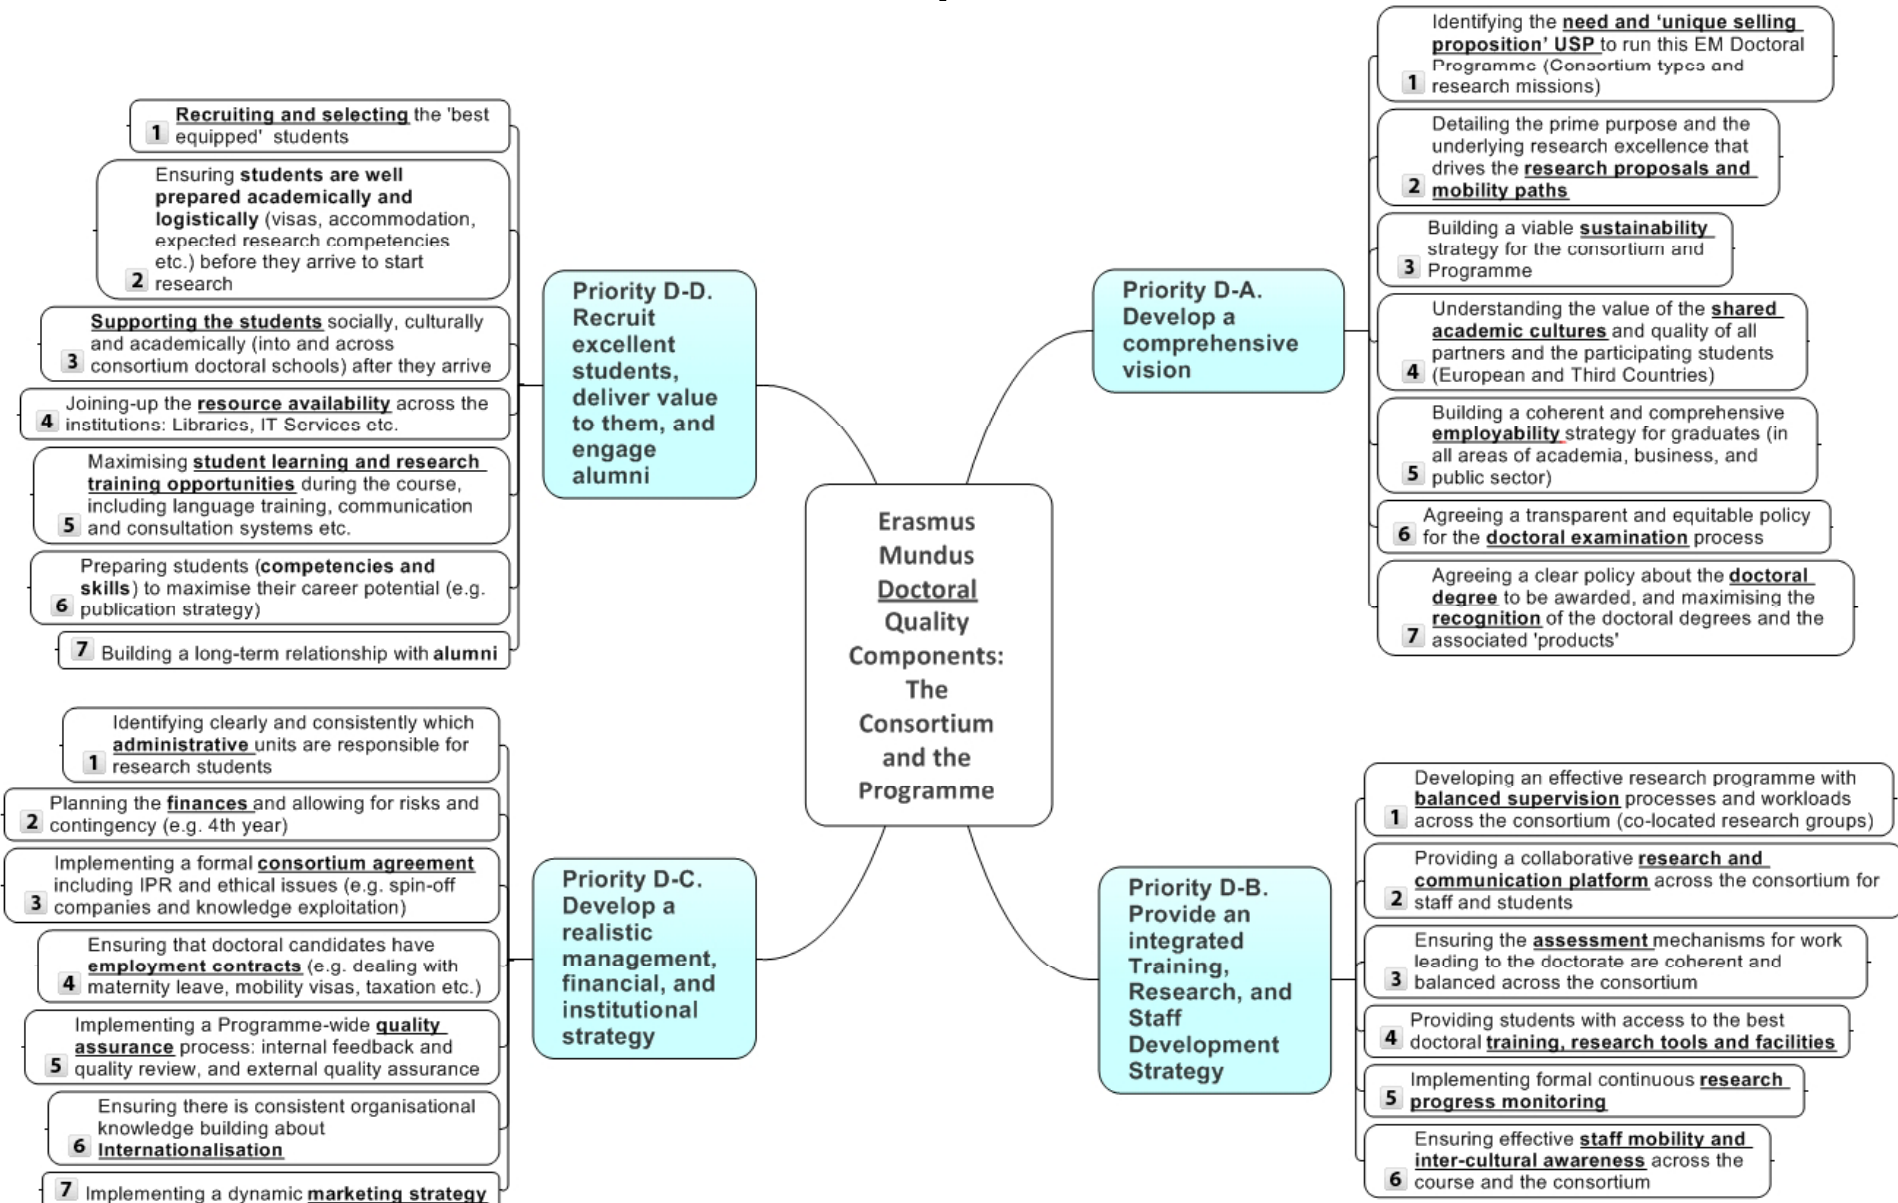 Erasmus
Mundus
Doctoral
Quality
Components:
The
Consortium
and the
Programme
Priority D-A.
Develop a
comprehensive
vision
1
Identifying the need and ‘unique selling
proposition’ USP to run this EM Doctoral
Programme (Consortium types and
research missions)
2
Detailing the prime purpose and the
underlying research excellence that
drives the research proposals and
mobility paths
3
Building a viable sustainability
strategy for the consortium and
Programme
4
Understanding the value of the shared
academic cultures and quality of all
partners and the participating students
(European and Third Countries)
5
Building a coherent and comprehensive
employability strategy for graduates (in
all areas of academia, business, and
public sector)
6
Agreeing a transparent and equitable policy
for the doctoral examination process
7
Agreeing a clear policy about the doctoral
degree to be awarded, and maximising the
recognition of the doctoral degrees and the
associated 'products'
Priority D-B.
Provide an
integrated
Training,
Research, and
Staff
Development
Strategy
1
Developing an effective research programme with
balanced supervision processes and workloads
across the consortium (co-located research groups)
2
Providing a collaborative research and
communication platform across the consortium for
staff and students
3
Ensuring the assessment mechanisms for work
leading to the doctorate are coherent and
balanced across the consortium
4
Providing students with access to the best
doctoral training, research tools and facilities
5
Implementing formal continuous research
progress monitoring
6
Ensuring effective staff mobility and
inter-cultural awareness across the
course and the consortium
Priority D-C.
Develop a
realistic
management,
financial, and
institutional
strategy
1
Identifying clearly and consistently which
administrative units are responsible for
research students
2
Planning the finances and allowing for risks and
contingency (e.g. 4th year)
3
Implementing a formal consortium agreement
including IPR and ethical issues (e.g. spin-off
companies and knowledge exploitation)
4
Ensuring that doctoral candidates have
employment contracts (e.g. dealing with
maternity leave, mobility visas, taxation etc.)
5
Implementing a Programme-wide quality
assurance process: internal feedback and
quality review, and external quality assurance
6
Ensuring there is consistent organisational
knowledge building about
Internationalisation
7
Implementing a dynamic marketing strategy
Priority D-D.
Recruit
excellent
students,
deliver value
to them, and
engage
alumni
1
Recruiting and selecting the 'best
equipped' students
2
Ensuring students are well
prepared academically and
logistically (visas, accommodation,
expected research competencies
etc.) before they arrive to start
research
3
Supporting the students socially, culturally
and academically (into and across
consortium doctoral schools) after they arrive
4
Joining-up the resource availability across the
institutions: Libraries, IT Services etc.
5
Maximising student learning and research
training opportunities during the course,
including language training, communication
and consultation systems etc.
6
Preparing students (competencies and
skills) to maximise their career potential (e.g.
publication strategy)
7
Building a long-term relationship with alumni